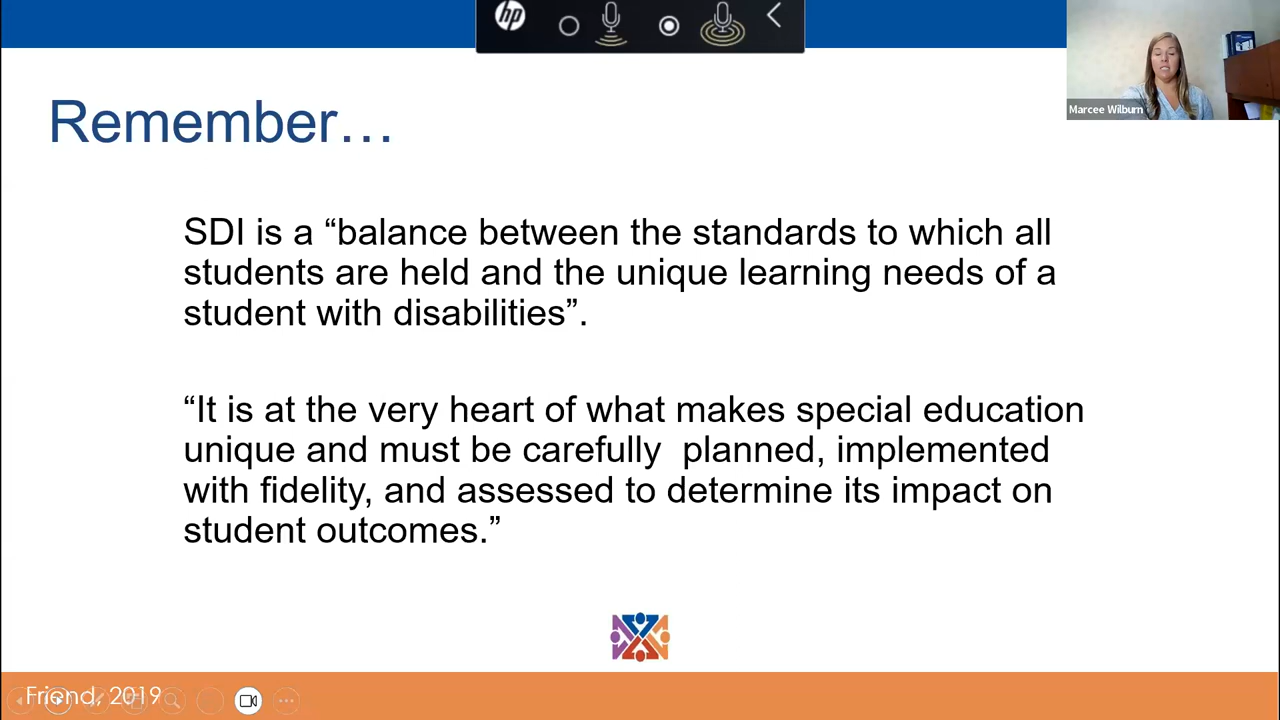 hp
Marcee Wilburn
Remember…
SDI is a “balance between the standards to which all
students are held and the unique learning needs of a
student with disabilities”.
“It is at the very heart of what makes special education
unique and must be carefully  planned, implemented
with fidelity, and assessed to determine its impact on
student outcomes.”
Friend, 2019